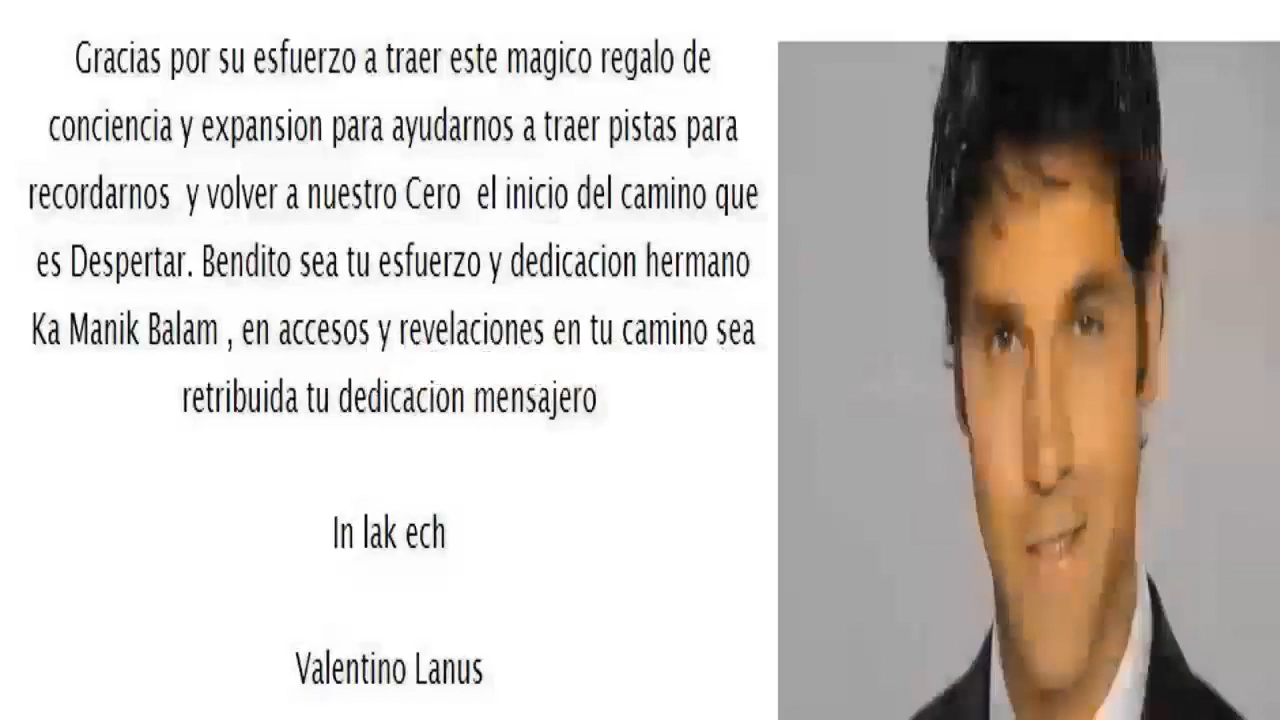 Gracias por su esfuerzo a traer este magico regalo de
conciencia y expansion para ayudarnos a traer pistas para
recordarnos y volver a nuestro Cero el inicio del camino que
es Despertar. Bendito sea tu esfuerzo y dedicacion hermano
Ka Manik Balam , en accesos y revelaciones en tu camino sea
retribuida tu dedicacion mensajero
In lak ech
Valentino Lanus